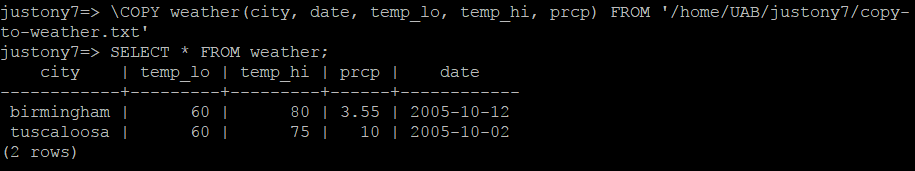 justony7=> \COPY weather(city, date, temp_lo, temp_hi, prcp) FROM '/home/UAB/justony7/copy-
to-weather.txt'
justony7=> SELECT * FROM weather;
    city    | temp_lo | temp_hi | prcp |    date
------------+---------+---------+------+------------
 birmingham |      60 |      80 | 3.55 | 2005-10-12
 tuscaloosa |      60 |      75 |   10 | 2005-10-02
(2 rows)